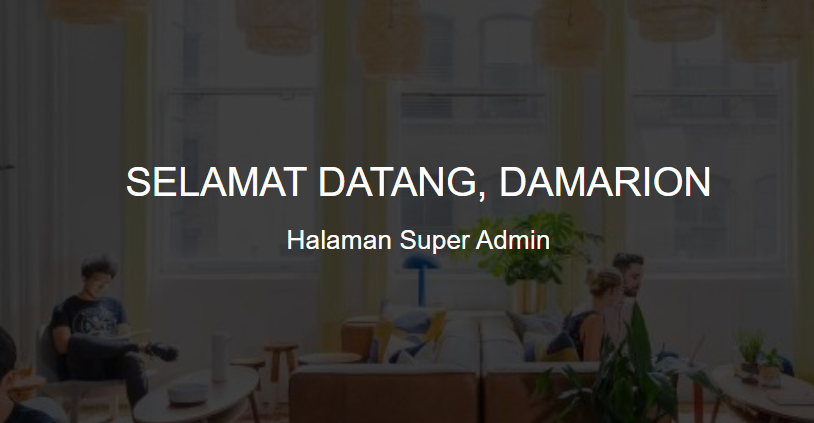 SELAMAT DATANG, DAMARION
Halaman Super Admin